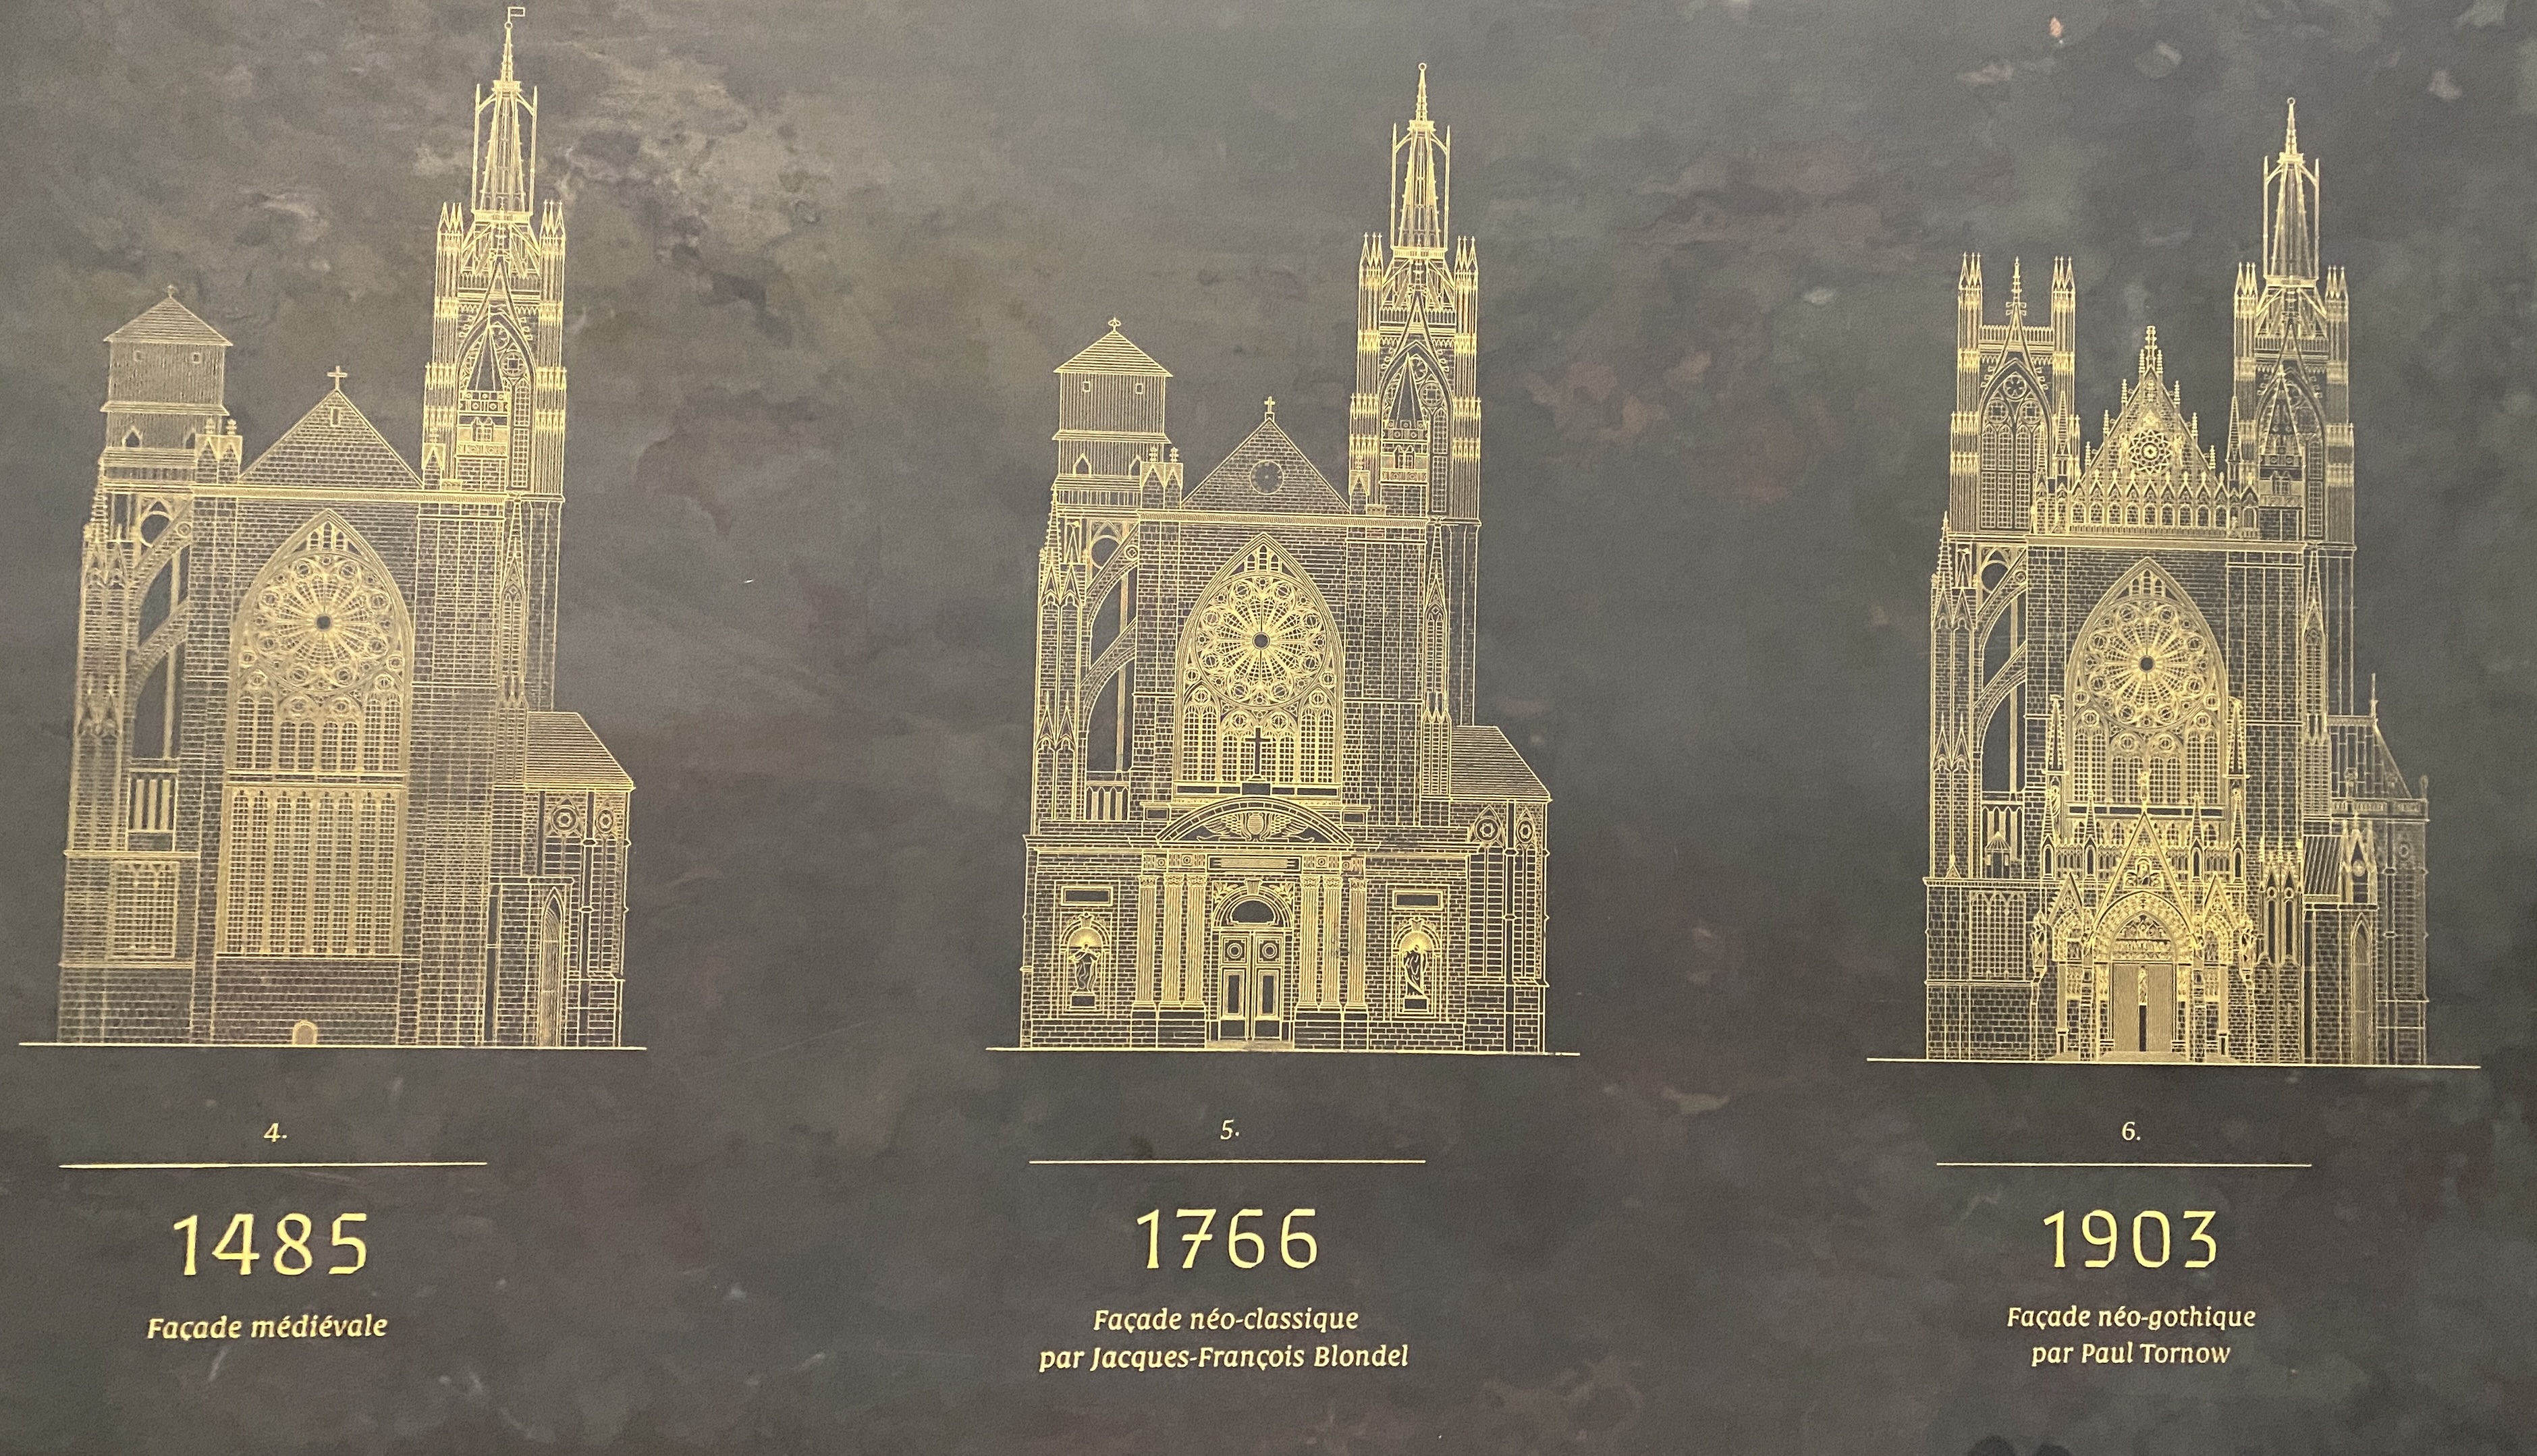 4.
1485
Façade médiévale
5.
1766
Façade néo-classique
par Jacques-François Blondel
6.
1903
Façade néo-gothique
par Paul Tornow